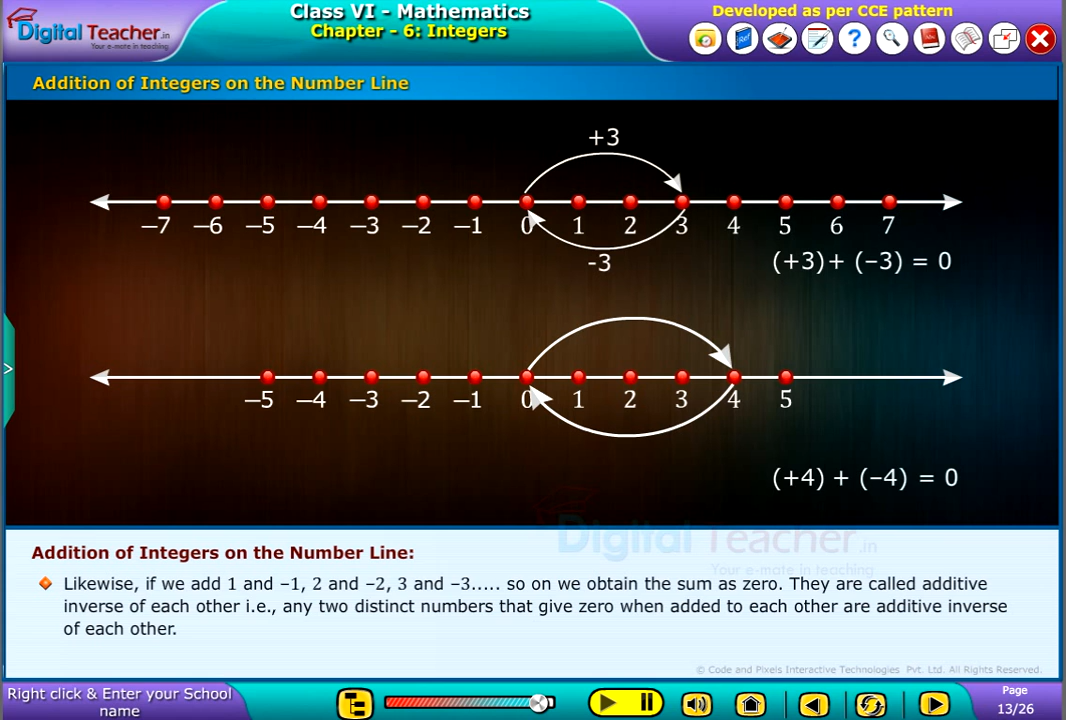 Digital Teacher.in
Your e-mate in teaching
Class VI - Mathematics
Chapter - 6: Integers
Developed as per CCE pattern
Ref
?
Addition of Integers on the Number Line
+3
–7 –6 –5 –4 –3 –2 –1 0 1 2 3 4 5 6 7
-3
(+3)+ (–3) = 0
>
–5 –4 –3 –2 –1 0 1 2 3 4 5
(+4) + (–4) = 0
Digital Teacher.in
Your e-mate in teaching
Addition of Integers on the Number Line:
Likewise, if we add 1 and –1, 2 and –2, 3 and –3..... so on we obtain the sum as zero. They are called additive
inverse of each other i.e., any two distinct numbers that give zero when added to each other are additive inverse
of each other.
© Code and Pixels Interactive Technologies Pvt. Ltd. All Rights Reserved.
Right click & Enter your School
name
Page
13/26